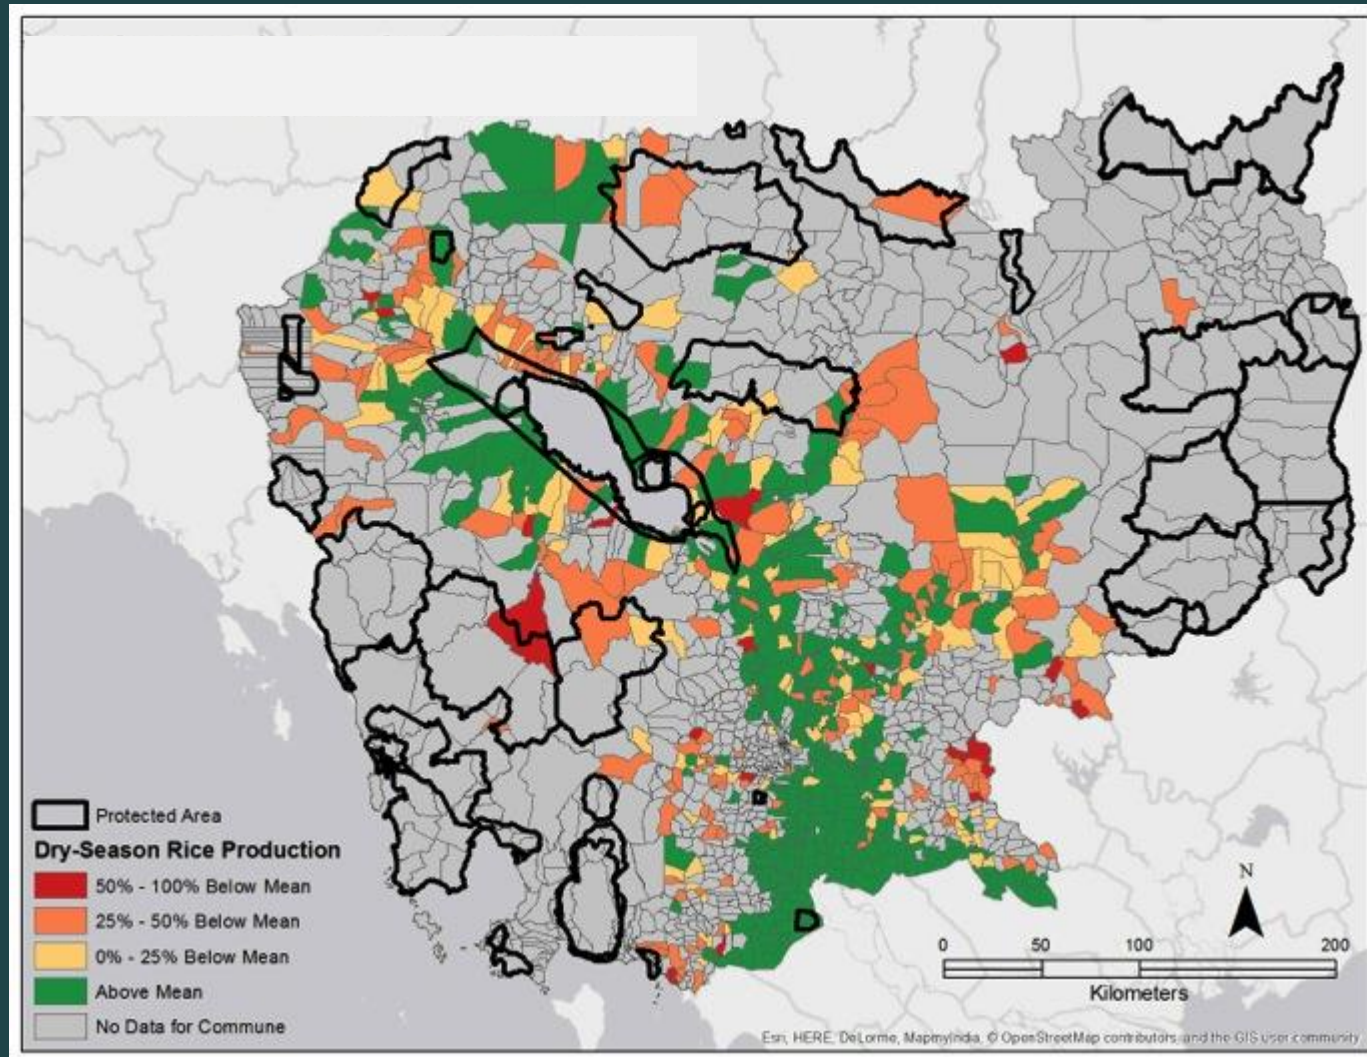 Protected Area
Dry-Season Rice Production
50% - 100% Below Mean
25% - 50% Below Mean
0% - 25% Below Mean
Above Mean
No Data for Commune
N
0 50 100 200
Kilometers
Esri, HERE, DeLorme, MapmyIndia, © OpenStreetMap contributors, and the GIS user community